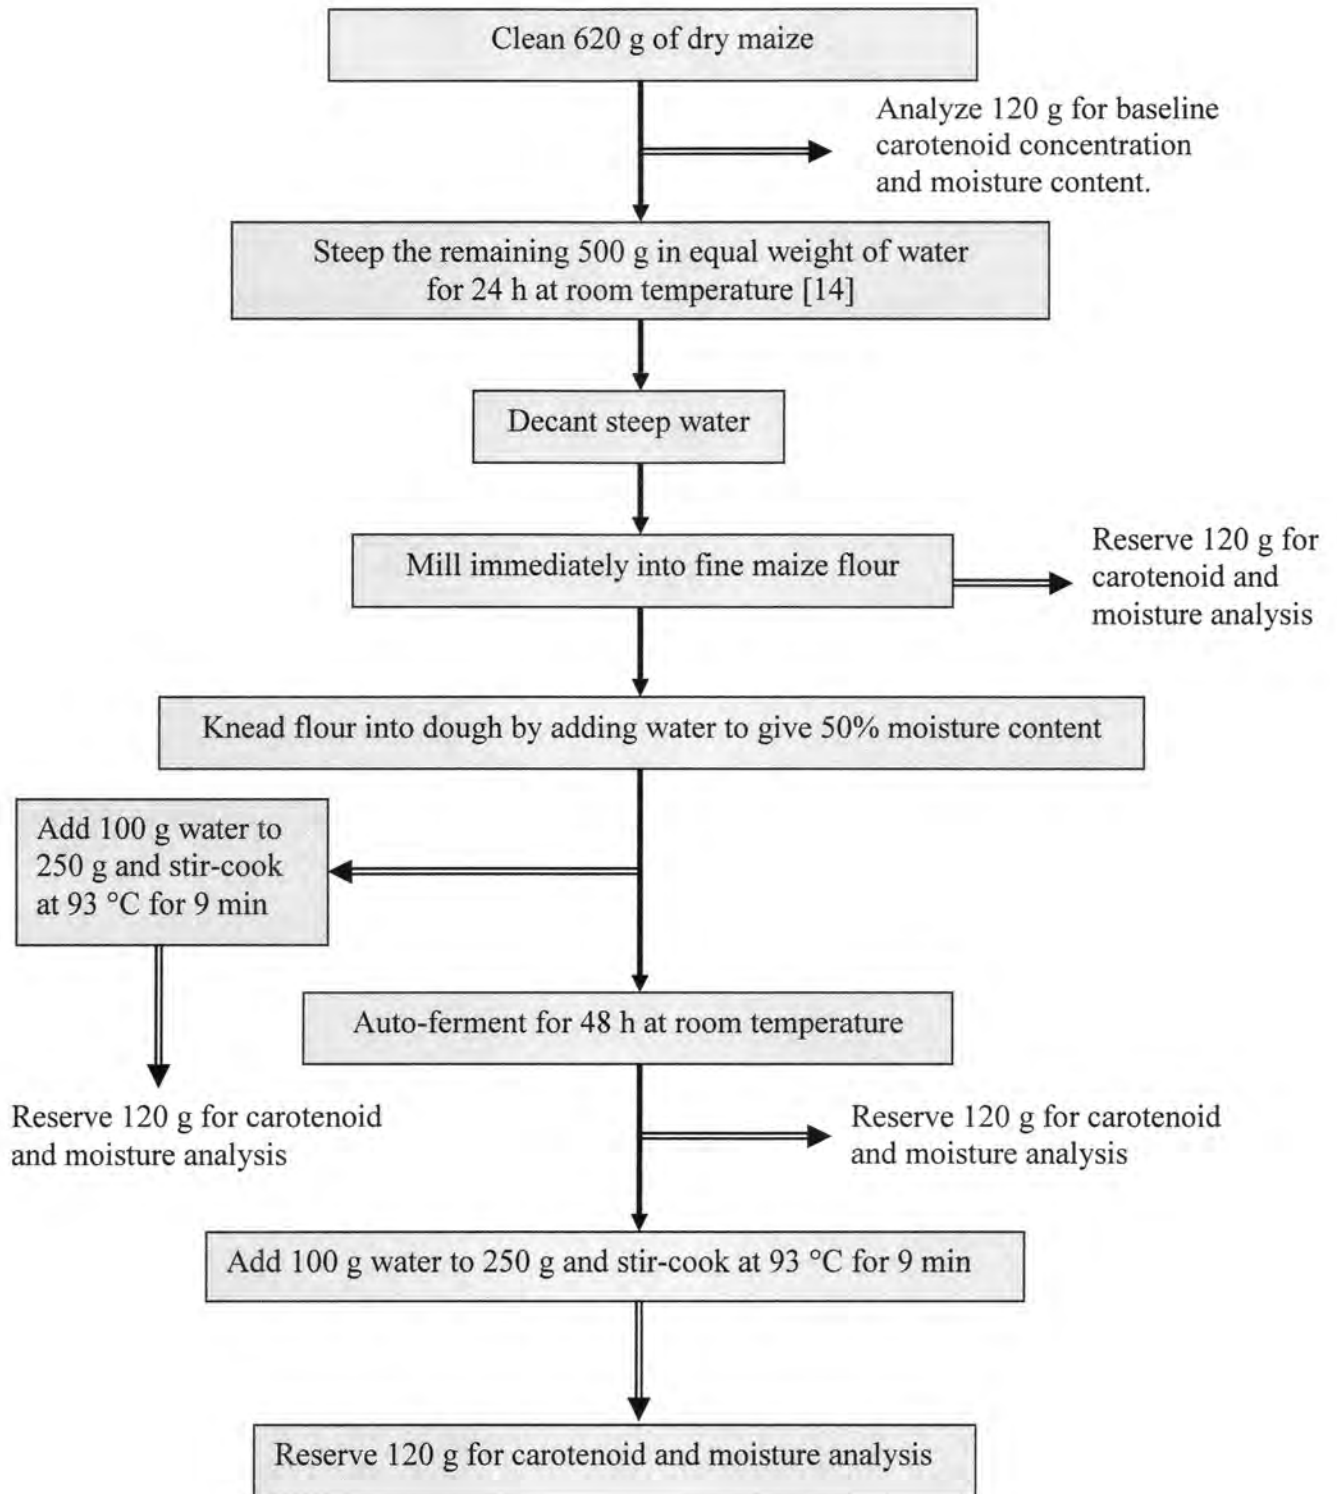 Clean 620 g of dry maize
Analyze 120 g for baseline
carotenoid concentration
and moisture content.
Steep the remaining 500 g in equal weight of water
for 24 h at room temperature [14]
Decant steep water
Mill immediately into fine maize flour
Reserve 120 g for
carotenoid and
moisture analysis
Knead flour into dough by adding water to give 50% moisture content
Add 100 g water to
250 g and stir-cook
at 93 °C for 9 min
Auto-ferment for 48 h at room temperature
Reserve 120 g for carotenoid
and moisture analysis
Reserve 120 g for carotenoid
and moisture analysis
Add 100 g water to 250 g and stir-cook at 93 °C for 9 min
Reserve 120 g for carotenoid and moisture analysis